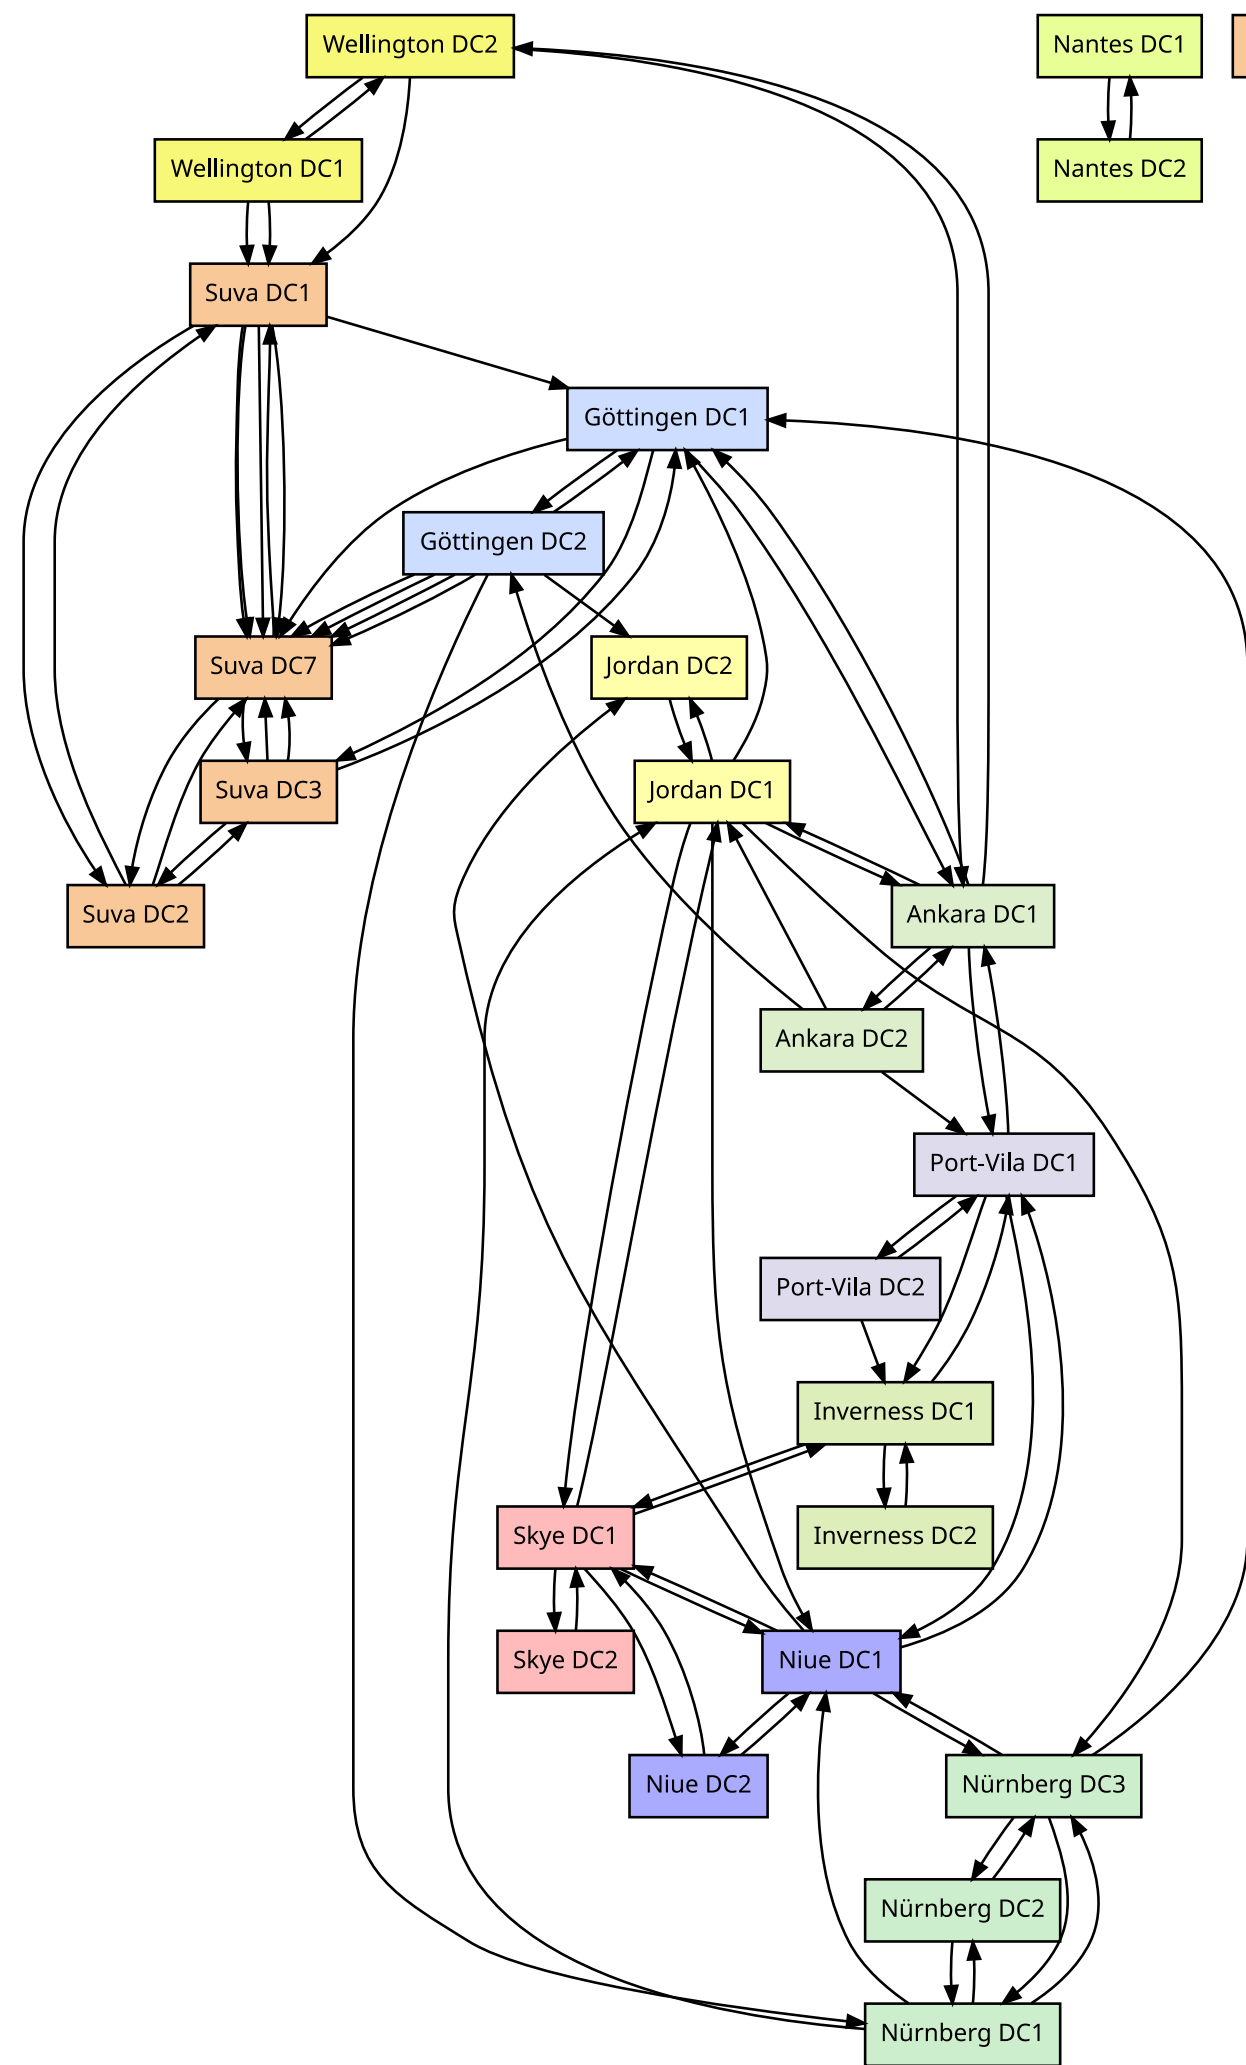 Wellington DC2
Nantes DC1
Wellington DC1
Nantes DC2
Suva DC1
Göttingen DC1
Göttingen DC2
Suva DC7
Jordan DC2
Suva DC3
Jordan DC1
Suva DC2
Ankara DC1
Ankara DC2
Port-Vila DC1
Port-Vila DC2
Inverness DC1
Skye DC1
Inverness DC2
Skye DC2
Niue DC1
Niue DC2
Nürnberg DC3
Nürnberg DC2
Nürnberg DC1